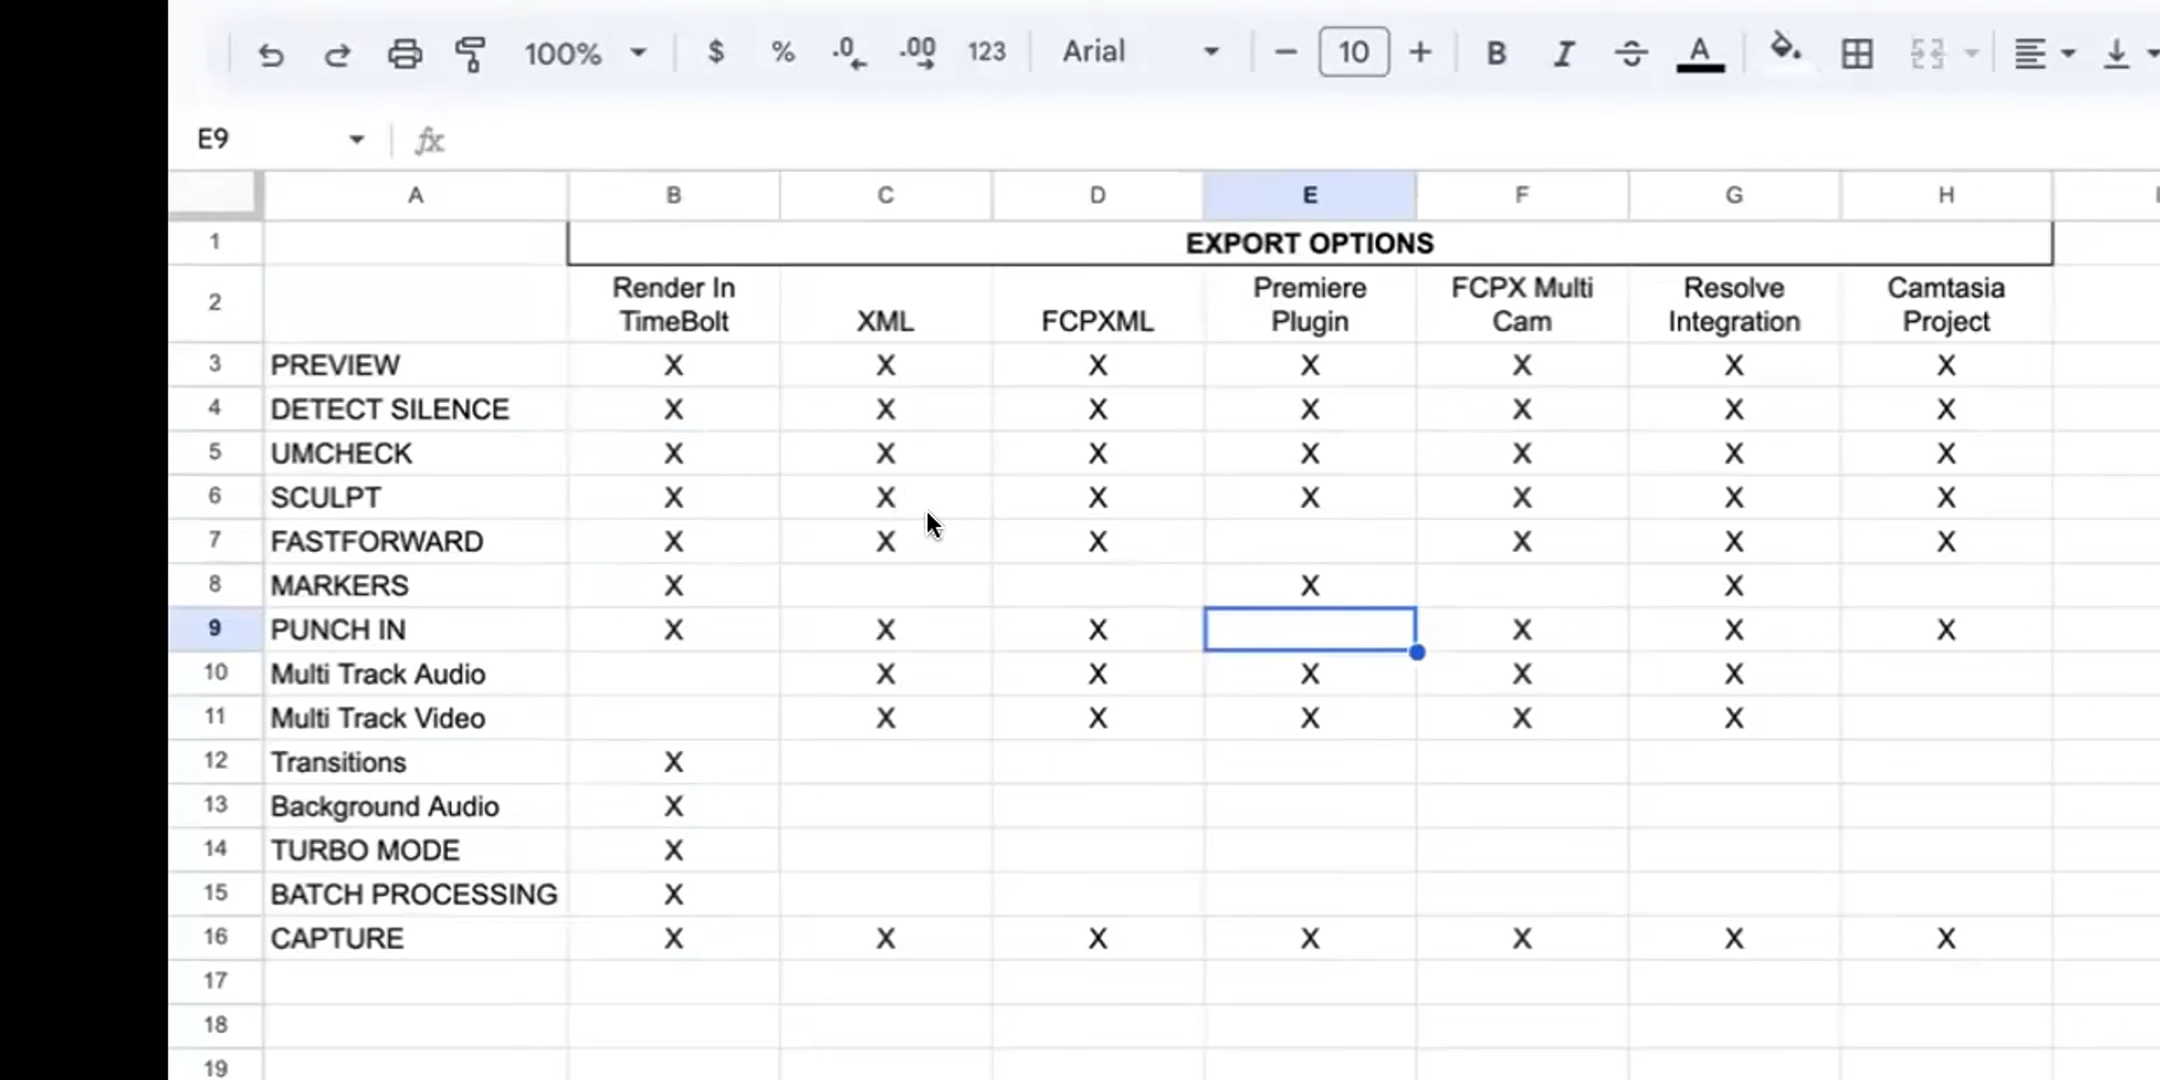 100% $ % .0 .00 123 Arial 10 B I A
E9 fx
A B C D E F G H
1 EXPORT OPTIONS
2 Render In TimeBolt XML FCPXML Premiere Plugin FCPX Multi Cam Resolve Integration Camtasia Project
3 PREVIEW X X X X X X X
4 DETECT SILENCE X X X X X X X
5 UMCHECK X X X X X X X
6 SCULPT X X X X X X X
7 FASTFORWARD X X X X X X
8 MARKERS X X X
9 PUNCH IN X X X X X X
10 Multi Track Audio X X X X X
11 Multi Track Video X X X X X
12 Transitions X
13 Background Audio X
14 TURBO MODE X
15 BATCH PROCESSING X
16 CAPTURE X X X X X X X
17
18
19